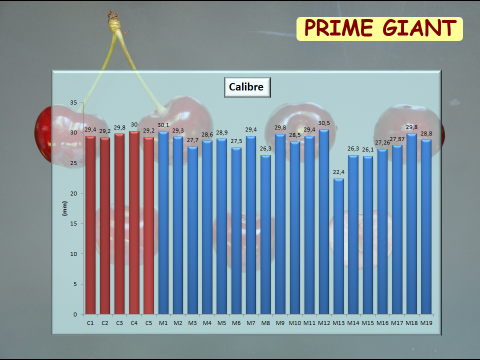 PRIME GIANT
Calibre
35
30
25
20
15
10
5
0
(mm)
29,4 29,2 29,8 30 29,2 30,1 29,3 27,7 28,6 28,9 27,5 29,4 26,3 29,8 28,5 29,4 30,5 22,4 26,3 26,1 27,26 27,87 29,8 28,8
C1 C2 C3 C4 C5 M1 M2 M3 M4 M5 M6 M7 M8 M9 M10 M11 M12 M13 M14 M15 M16 M17 M18 M19